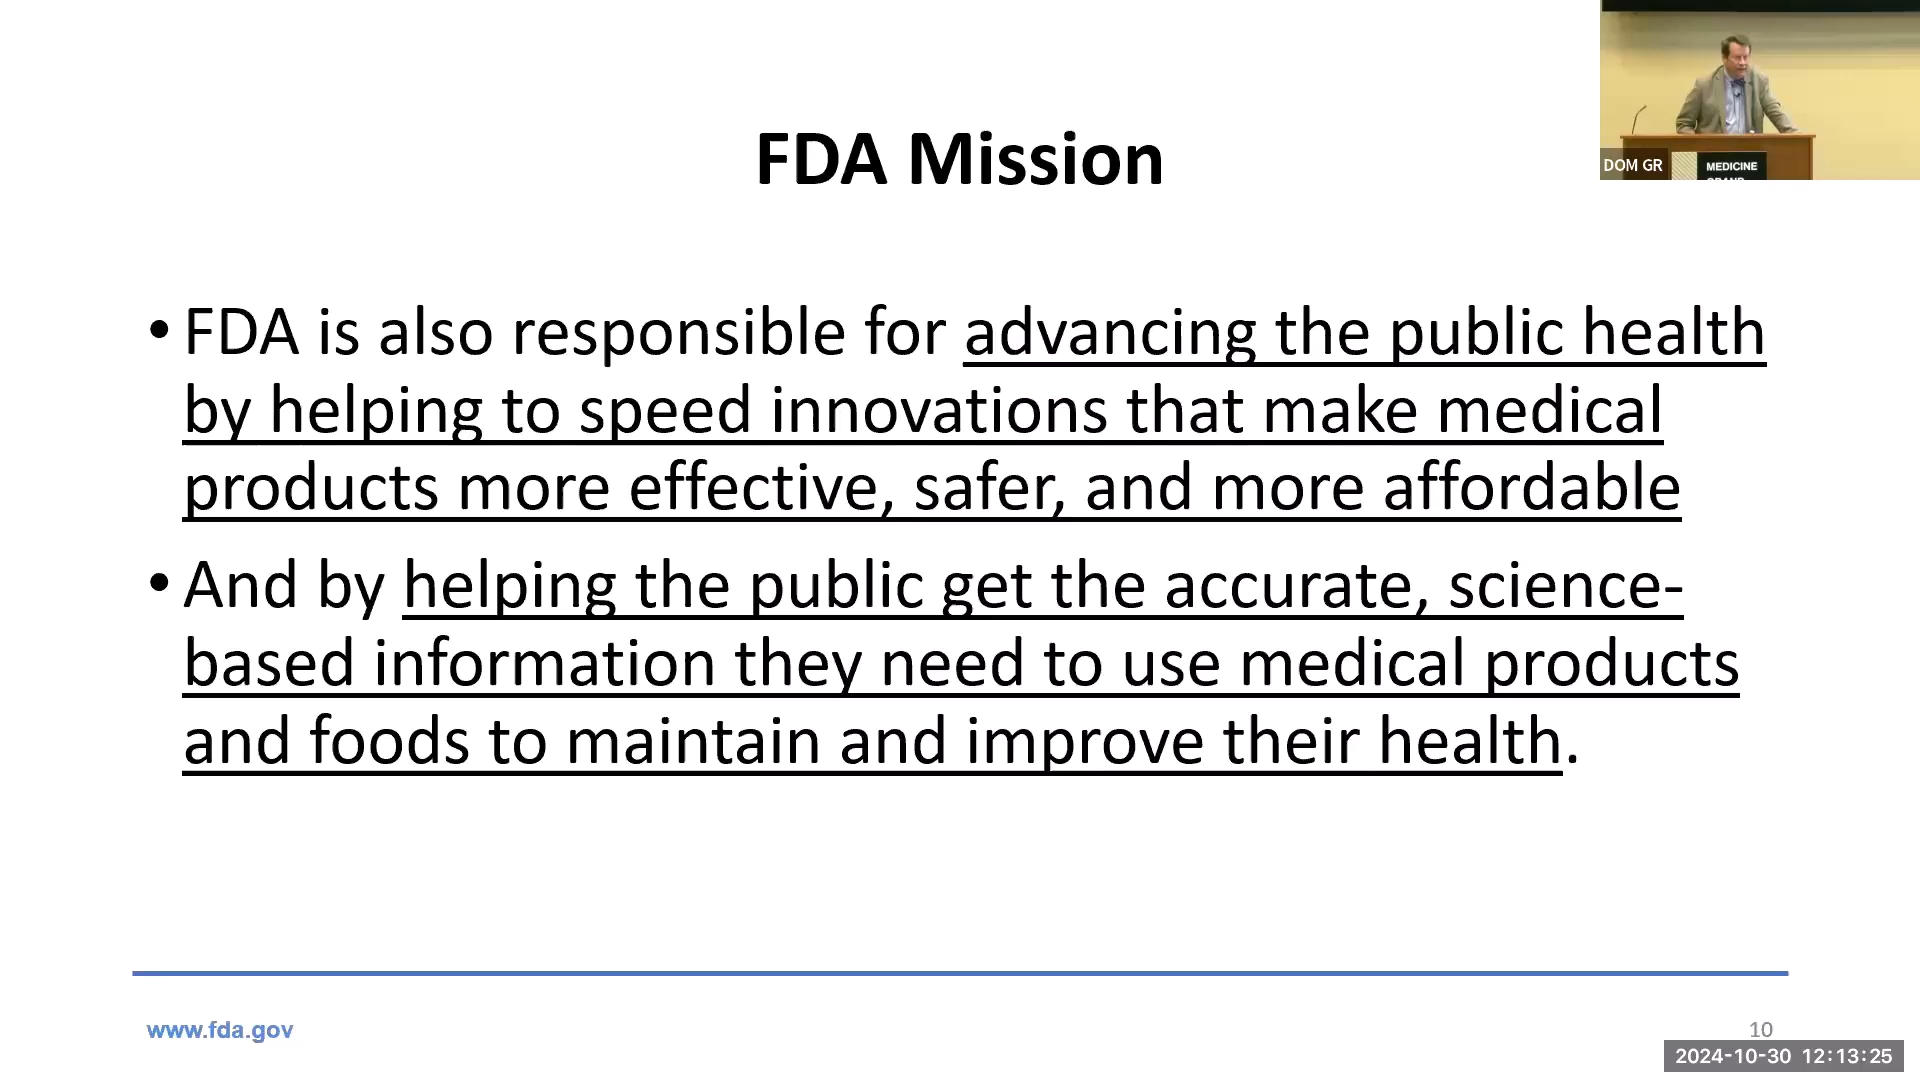 FDA Mission
• FDA is also responsible for advancing the public health
by helping to speed innovations that make medical
products more effective, safer, and more affordable
• And by helping the public get the accurate, science-
based information they need to use medical products
and foods to maintain and improve their health.
www.fda.gov
10
2024-10-30 12:13:25
DOM GR
MEDICINE